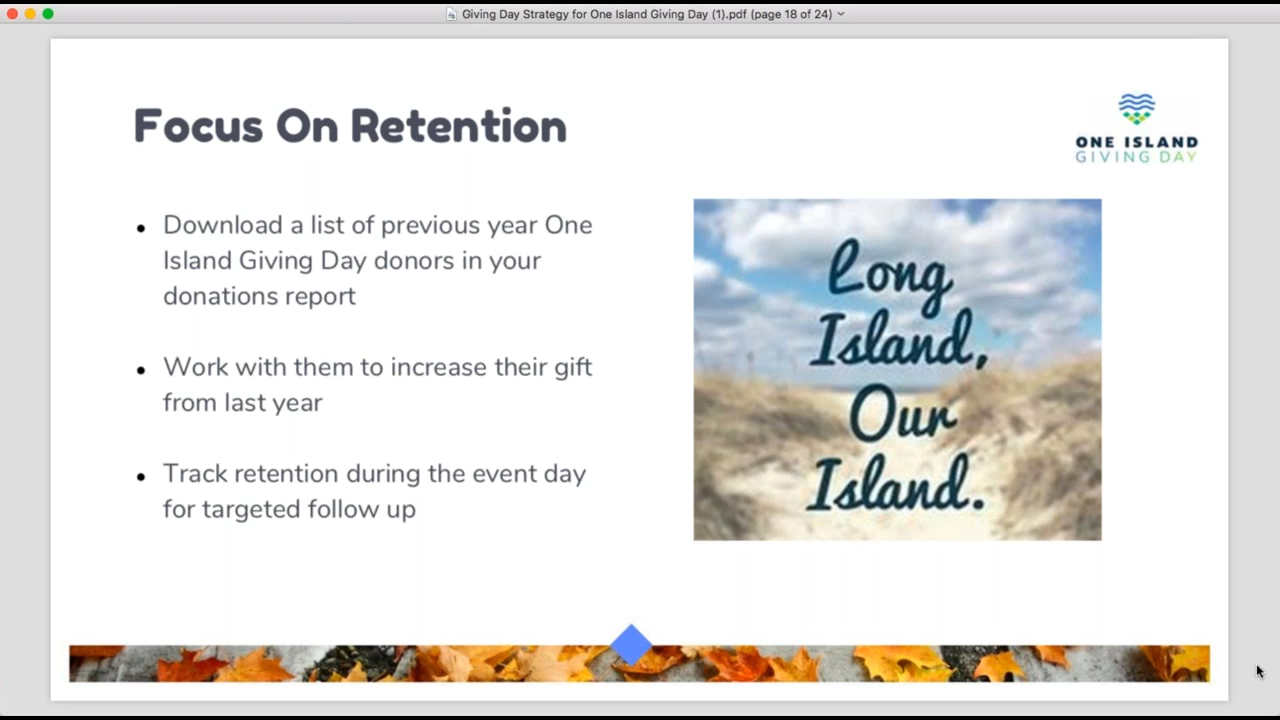 Giving Day Strategy for One Island Giving Day (1).pdf (page 18 of 24)
Focus On Retention
ONE ISLAND
GIVING DAY
• Download a list of previous year One
Island Giving Day donors in your
donations report
• Work with them to increase their gift
from last year
• Track retention during the event day
for targeted follow up
Long
Island,
Our
Island.